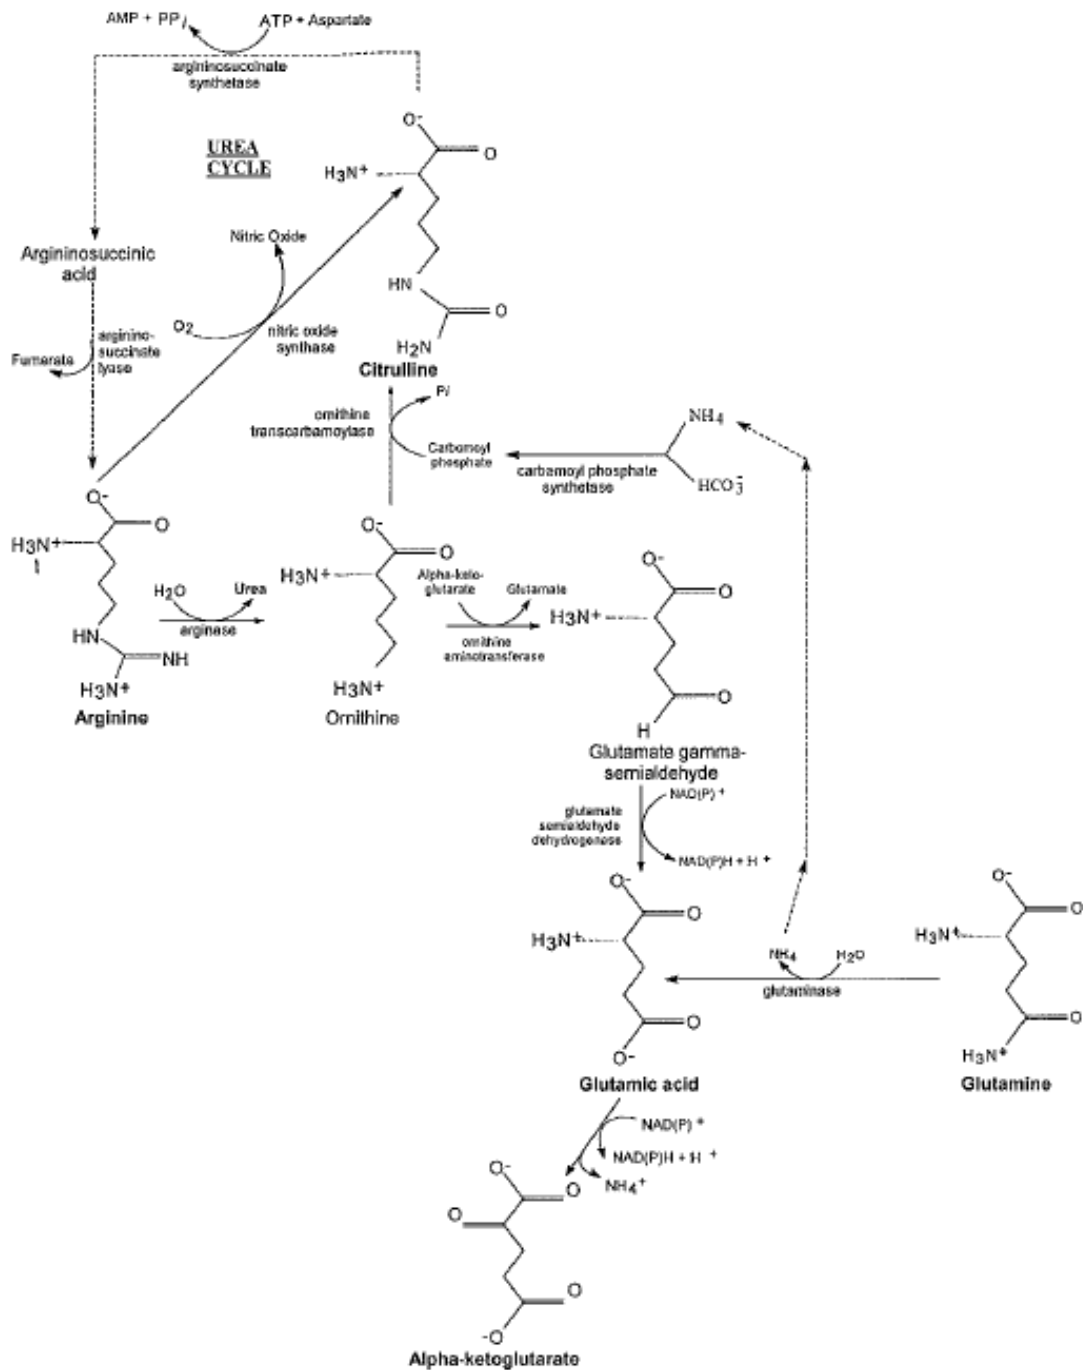 AMP + PPi
ATP + Aspartate
argininosuccinate
synthetase
UREA
CYCLE
O-
O
H3N+
Nitric Oxide
Argininosuccinic
acid
HN
O
O2
nitric oxide
synthase
arginino-
succinate
lyase
Fumerate
H2N
Citrulline
Pi
ornithine
transcarbamoylase
Carbamoyl
phosphate
carbamoyl phosphate
synthetase
NH4
HCO3-
O-
O
H3N+
H2O
Urea
arginase
HN
NH
H3N+
Arginine
O-
O
H3N+
H3N+
Ornithine
Alpha-keto-
glutarate
Glutamate
ornithine
aminotransferase
O-
O
H3N+
O
H
Glutamate gamma-
semialdehyde
NAD(P)+
glutamate
semialdehyde
dehydrogenase
NAD(P)H + H +
O-
O
H3N+
O
O-
Glutamic acid
NH4
H2O
glutaminase
O-
O
H3N+
O
H3N+
Glutamine
NAD(P) +
NAD(P)H + H +
NH4+
O-
O
O
O
-O
Alpha-ketoglutarate